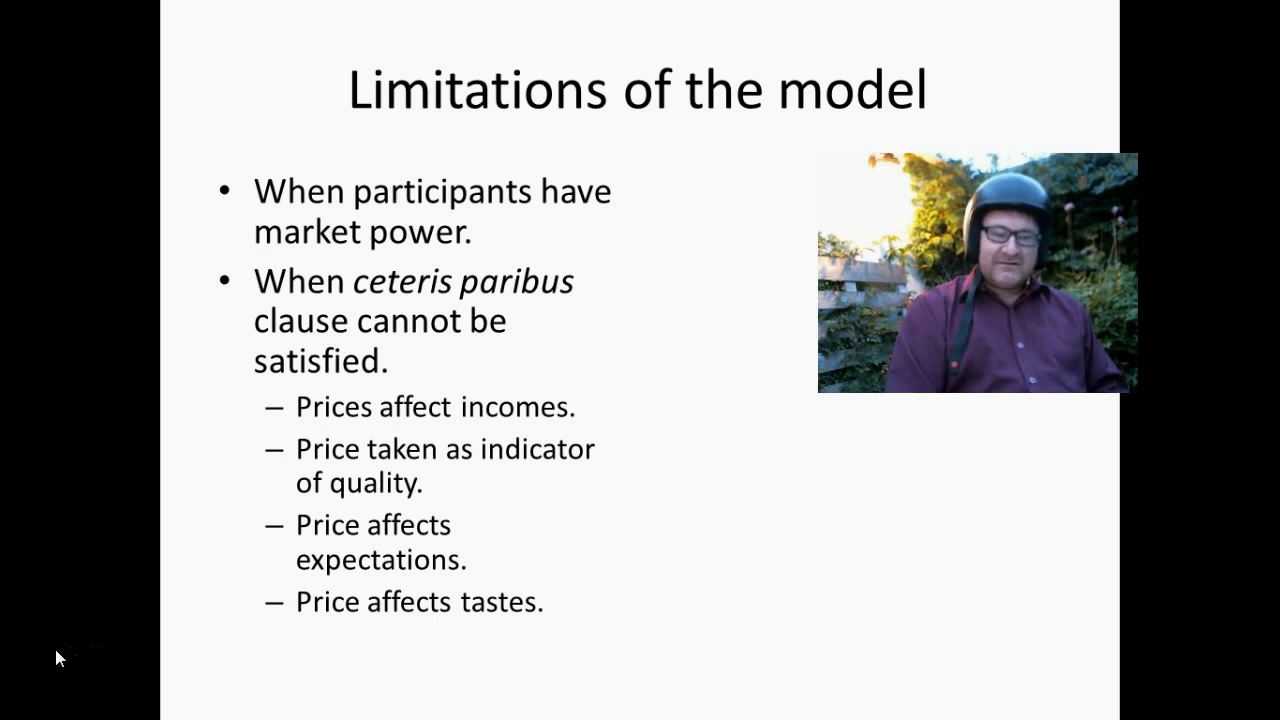 Limitations of the model
• When participants have
market power.
• When ceteris paribus
clause cannot be
satisfied.
– Prices affect incomes.
– Price taken as indicator
of quality.
– Price affects
expectations.
– Price affects tastes.